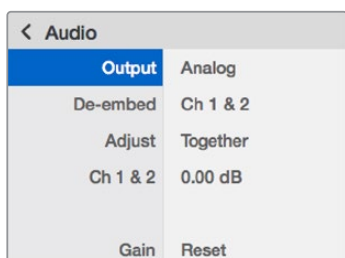 < Audio
Output Analog
De-embed Ch 1 & 2
Adjust Together
Ch 1 & 2 0.00 dB
Gain Reset